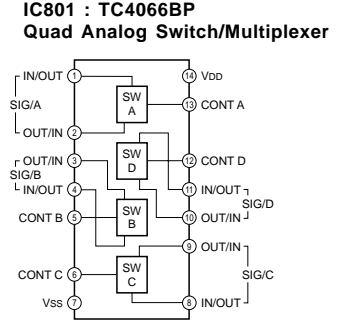 IC801 : TC4066BP
Quad Analog Switch/Multiplexer
IN/OUT 1 14 VDD
SW A
SIG/A 13 CONT A
OUT/IN 2
OUT/IN 3 SW D 12 CONT D
SIG/B
IN/OUT 4 11 IN/OUT
SIG/D
CONT B 5 SW B 10 OUT/IN
9 OUT/IN
CONT C 6 SW C SIG/C
VSS 7 8 IN/OUT